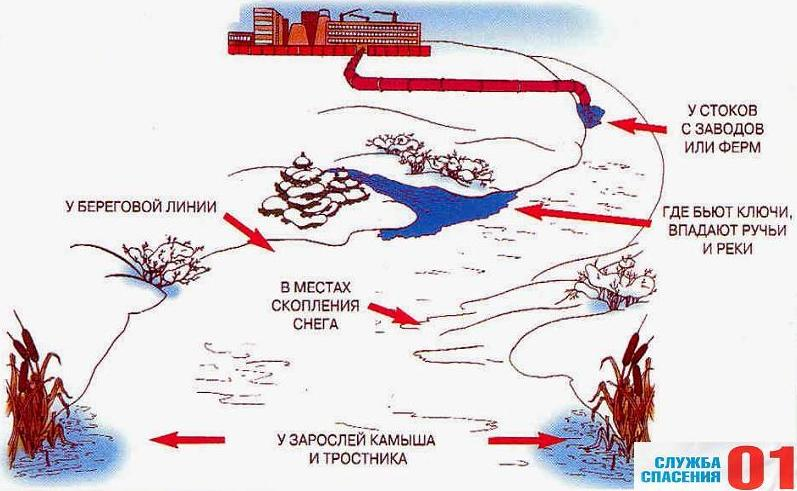 У СТОКОВ
С ЗАВОДОВ
ИЛИ ФЕРМ
У БЕРЕГОВОЙ ЛИНИИ
ГДЕ БЬЮТ КЛЮЧИ,
ВПАДАЮТ РУЧЬИ
И РЕКИ
В МЕСТАХ
СКОПЛЕНИЯ
СНЕГА
У ЗАРОСЛЕЙ КАМЫША
И ТРОСТНИКА
СЛУЖБА
СПАСЕНИЯ 01